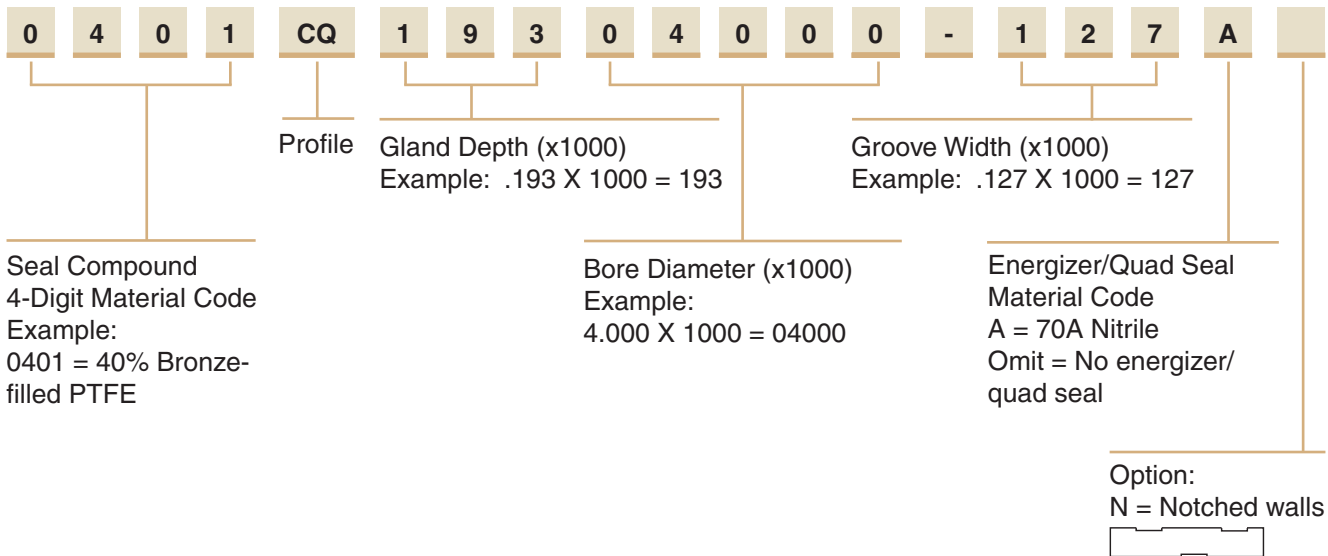 0 4 0 1 CQ 1 9 3 0 4 0 0 0 - 1 2 7 A
Profile
Gland Depth (x1000)
Example: .193 X 1000 = 193
Groove Width (x1000)
Example: .127 X 1000 = 127
Seal Compound
4-Digit Material Code
Example:
0401 = 40% Bronze-
filled PTFE
Bore Diameter (x1000)
Example:
4.000 X 1000 = 04000
Energizer/Quad Seal
Material Code
A = 70A Nitrile
Omit = No energizer/
quad seal
Option:
N = Notched walls